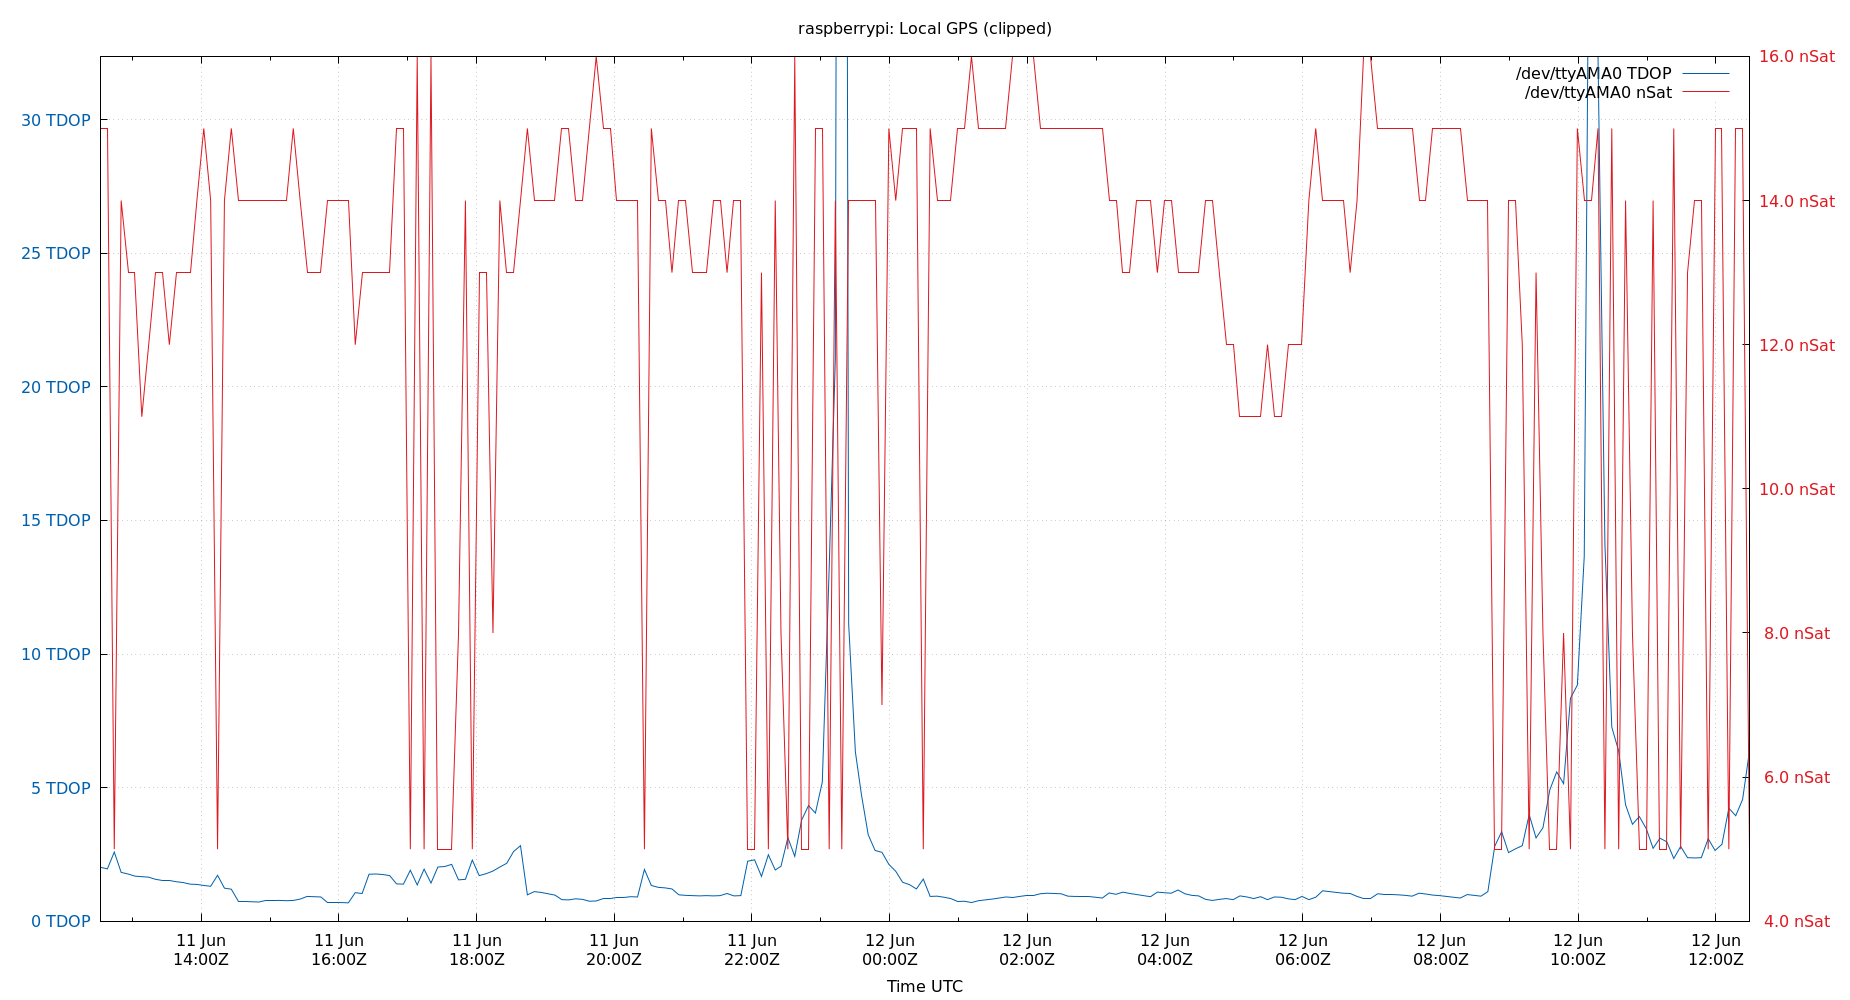 raspberrypi: Local GPS (clipped)
/dev/ttyAMA0 TDOP
/dev/ttyAMA0 nSat
30 TDOP
25 TDOP
20 TDOP
15 TDOP
10 TDOP
5 TDOP
0 TDOP
16.0 nSat
14.0 nSat
12.0 nSat
10.0 nSat
8.0 nSat
6.0 nSat
4.0 nSat
11 Jun
14:00Z
11 Jun
16:00Z
11 Jun
18:00Z
11 Jun
20:00Z
11 Jun
22:00Z
12 Jun
00:00Z
12 Jun
02:00Z
12 Jun
04:00Z
12 Jun
06:00Z
12 Jun
08:00Z
12 Jun
10:00Z
12 Jun
12:00Z
Time UTC